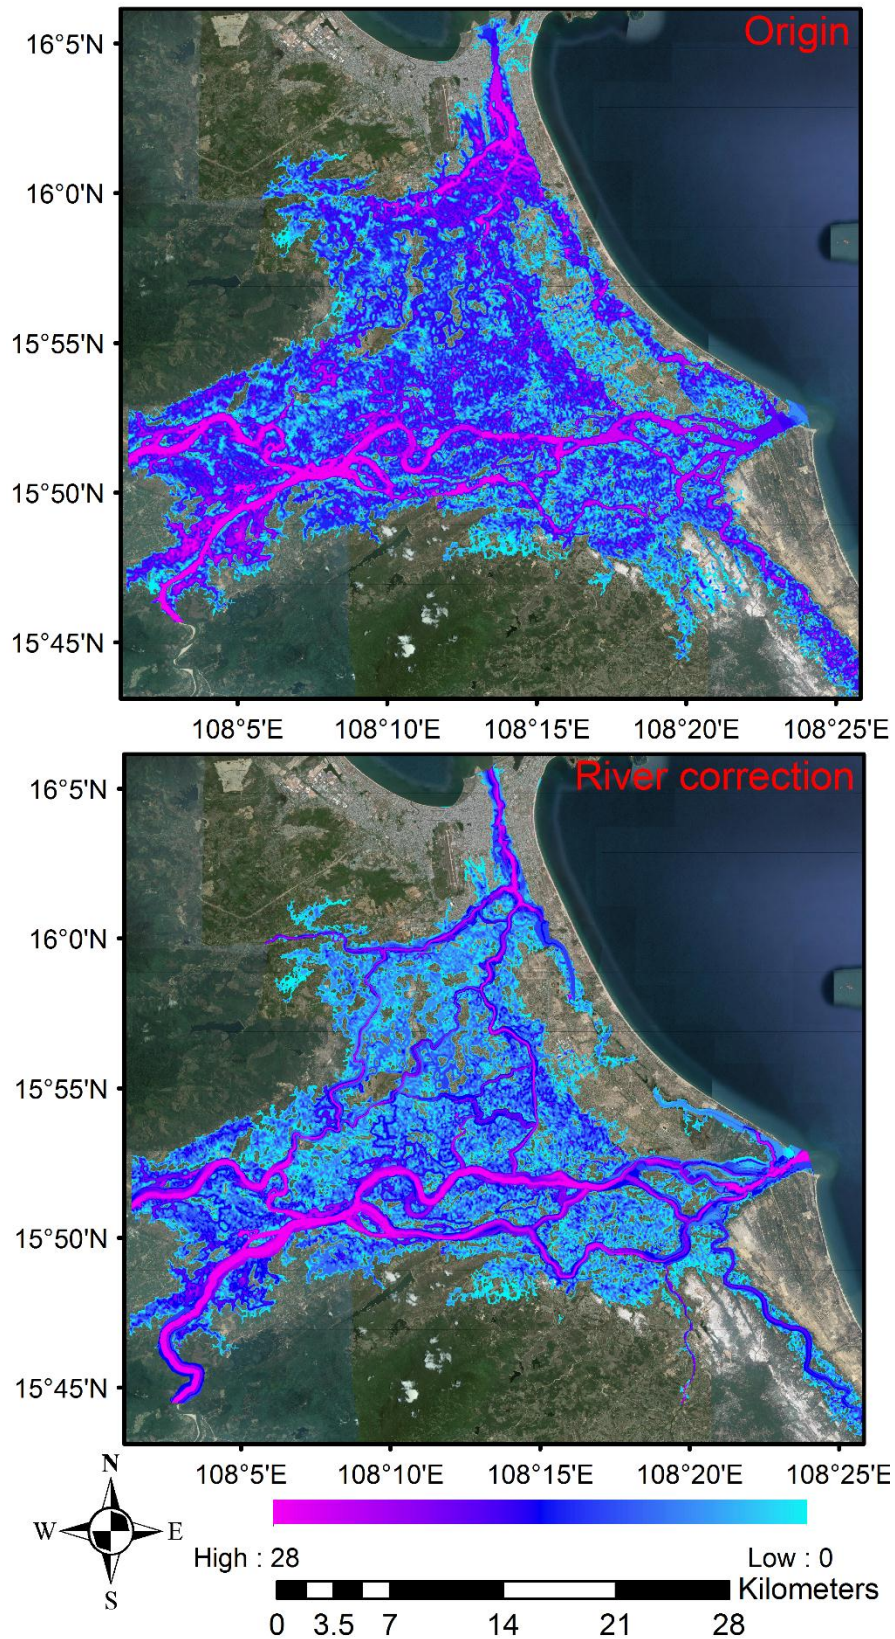 Origin
16°5'N
16°0'N
15°55'N
15°50'N
15°45'N
108°5'E 108°10'E 108°15'E 108°20'E 108°25'E
River correction
16°5'N
16°0'N
15°55'N
15°50'N
15°45'N
108°5'E 108°10'E 108°15'E 108°20'E 108°25'E
N
W E
S
High : 28 Low : 0
Kilometers
0 3.5 7 14 21 28